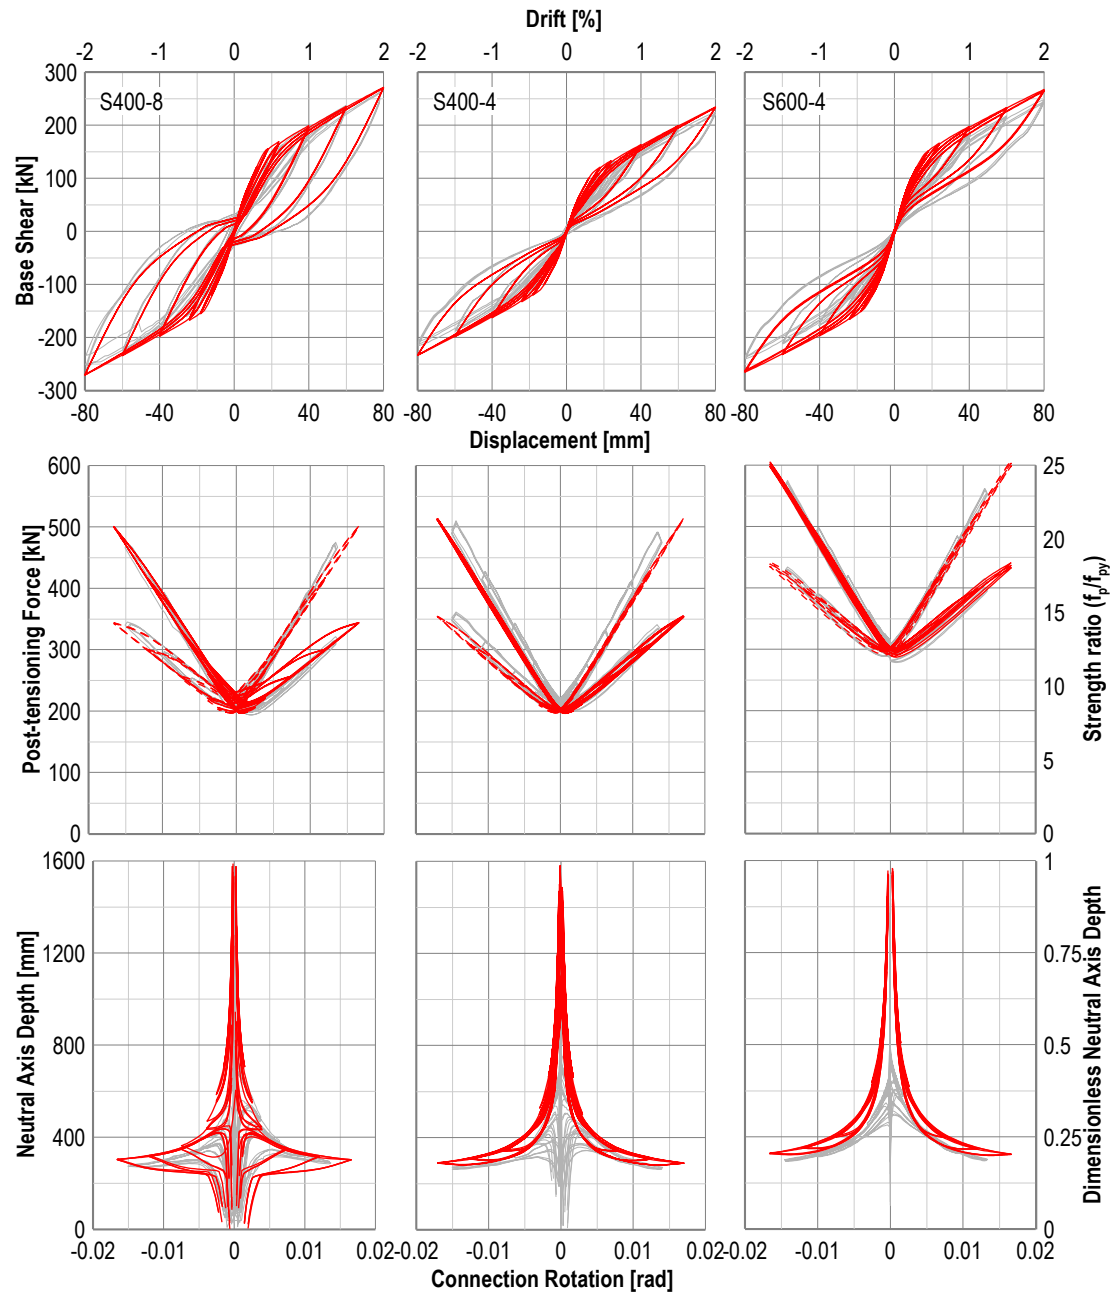 Drift [%]
-2 -1 0 1 2 -2 -1 0 1 2 -2 -1 0 1 2
S400-8 S400-4 S600-4
Base Shear [kN]
300
200
100
0
-100
-200
-300
-80 -40 0 40 80 -80 -40 0 40 80 -80 -40 0 40 80
Displacement [mm]
Post-tensioning Force [kN]
600
500
400
300
200
100
0
25
20
15
10
5
0
Strength ratio (fp/fpy)
Neutral Axis Depth [mm]
1600
1200
800
400
0
1
0.75
0.5
0.25
0
Dimensionless Neutral Axis Depth
-0.02 -0.01 0 0.01 0.02 -0.02 -0.01 0 0.01 0.02 -0.02 -0.01 0 0.01 0.02
Connection Rotation [rad]